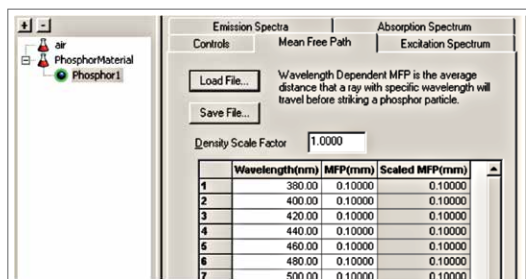 air
PhosphorMaterial
Phosphor1
Emission Spectra Absorption Spectrum
Controls Mean Free Path Excitation Spectrum
Load File...
Wavelength Dependent MFP is the average
distance that a ray with specific wavelength will
travel before striking a phosphor particle.
Save File...
Density Scale Factor 1.0000
Wavelength(nm) MFP(mm) Scaled MFP(mm)
1 380.00 0.10000 0.10000
2 400.00 0.10000 0.10000
3 420.00 0.10000 0.10000
4 440.00 0.10000 0.10000
5 460.00 0.10000 0.10000
6 480.00 0.10000 0.10000
7 500.00 0.10000 0.10000